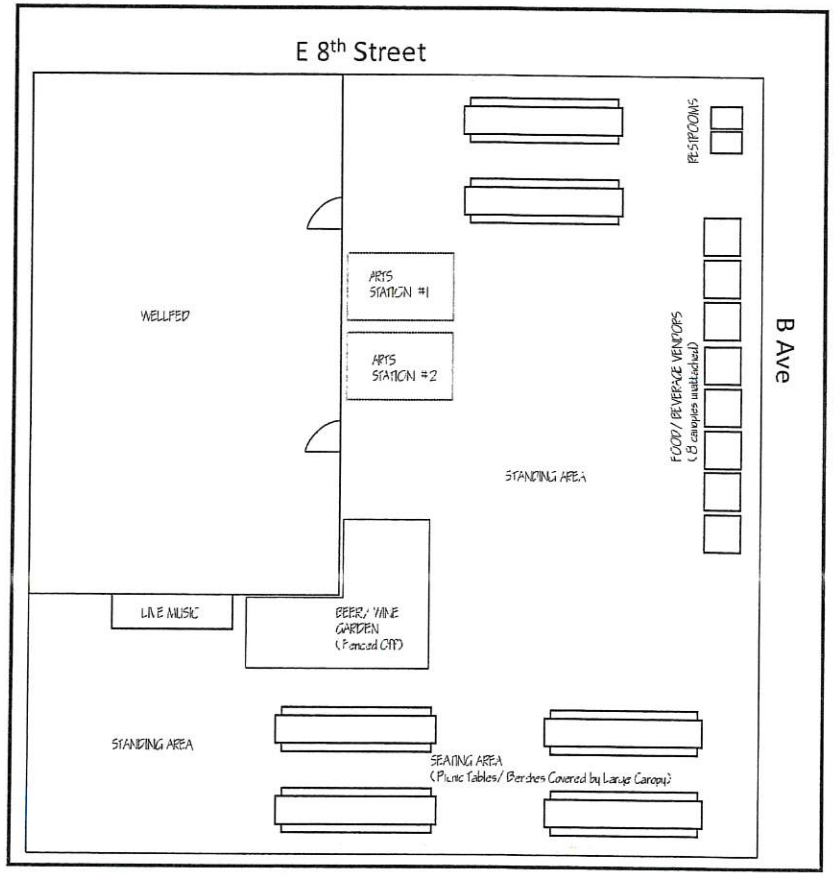 E 8th Street
RESTROOMS
ARTS
STATION #1
WELLFED
B Ave
FOOD/ BEVERAGE VENDORS
( 8 canopies unattached)
ARTS
STATION #2
STANDING AREA
LIVE MUSIC
BEER/ WINE
GARDEN
( Fenced Off)
STANDING AREA
SEATING AREA
( Picnic Tables/ Benches Covered by Large Canopy)